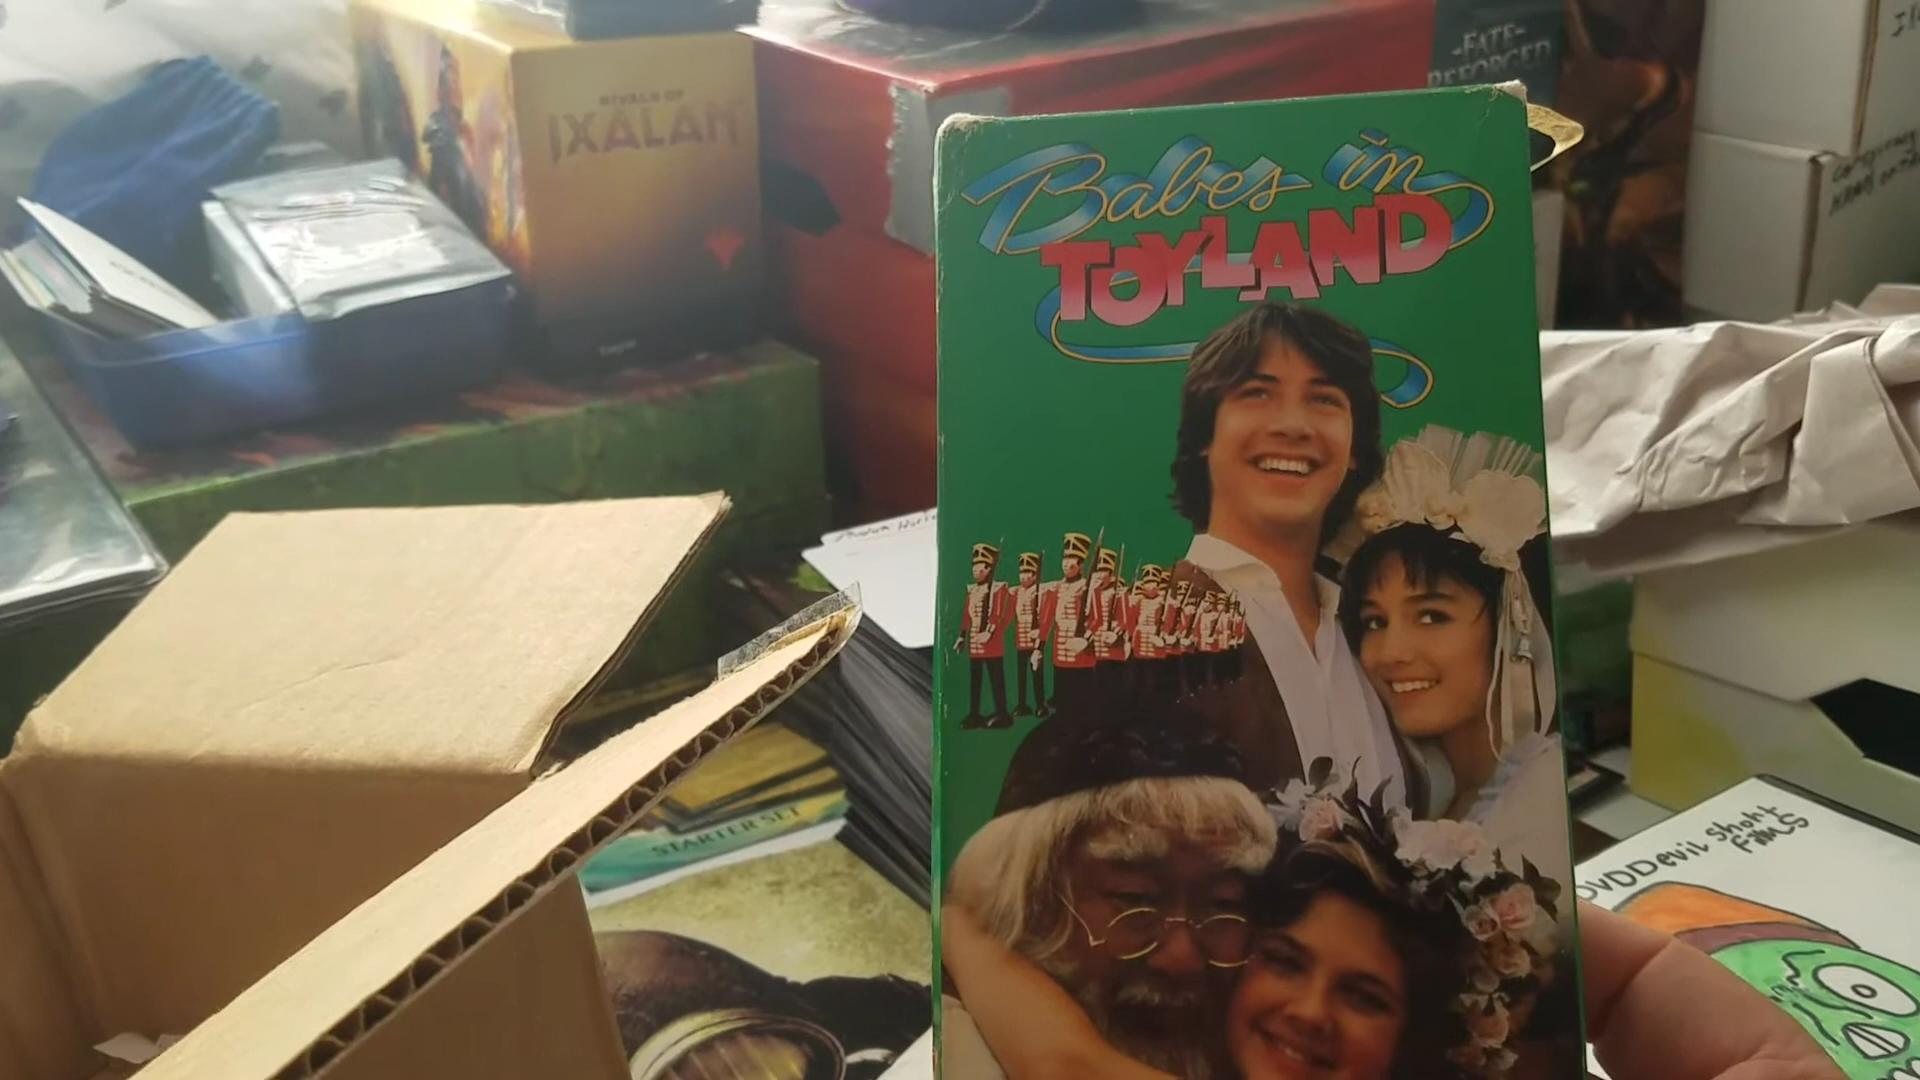 RIVALS OF
IXALAN
-FATE-
REFORGED
Babes in
TOYLAND
STARTER SET
DVDDevil Short
Films